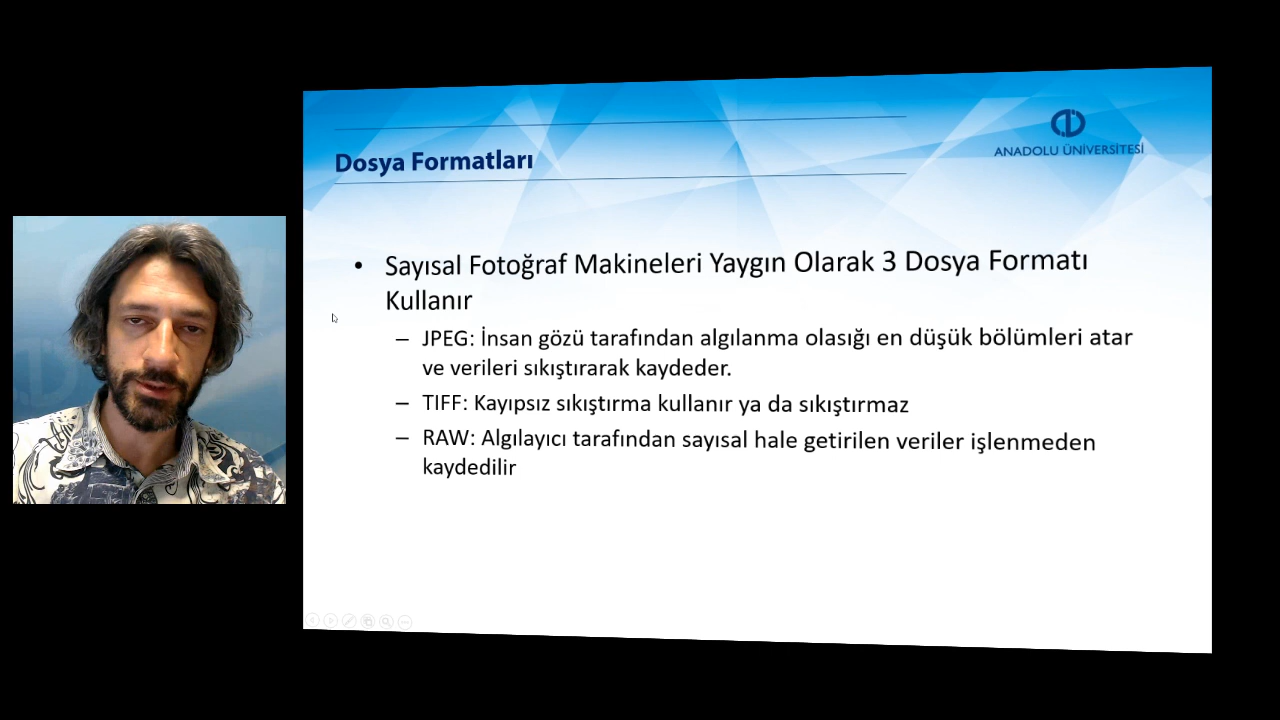 Dosya Formatları
ANADOLU ÜNİVERSİTESİ
• Sayısal Fotoğraf Makineleri Yaygın Olarak 3 Dosya Formatı
Kullanır
– JPEG: İnsan gözü tarafından algılanma olasığı en düşük bölümleri atar
ve verileri sıkıştırarak kaydeder.
– TIFF: Kayıpsız sıkıştırma kullanır ya da sıkıştırmaz
– RAW: Algılayıcı tarafından sayısal hale getirilen veriler işlenmeden
kaydedilir